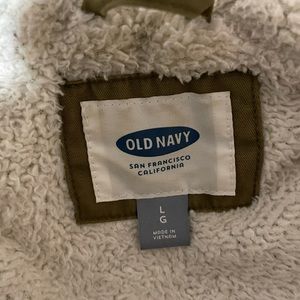 OLD NAVY
SAN FRANCISCO
CALIFORNIA
L
G
MADE IN
VIETNAM